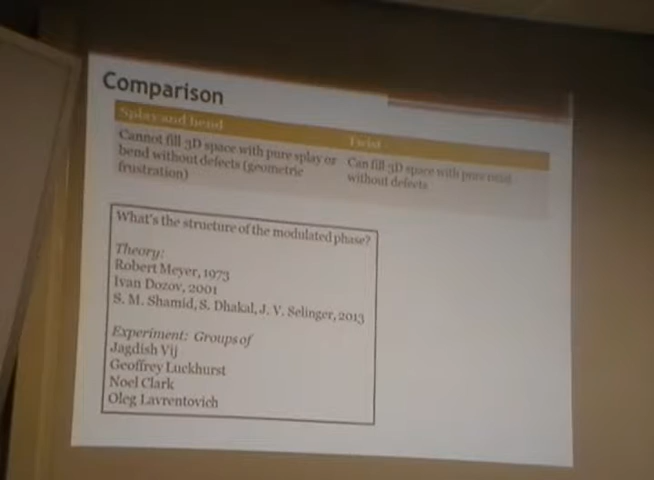 Comparison
Splay and bend
Twist
Cannot fill 3D space with pure splay or
bend without defects (geometric
frustration)
Can fill 3D space with pure twist
without defects
What's the structure of the modulated phase?
Theory:
Robert Meyer, 1973
Ivan Dozov, 2001
S. M. Shamid, S. Dhakal, J. V. Selinger, 2013
Experiment: Groups of
Jagdish Vij
Geoffrey Luckhurst
Noel Clark
Oleg Lavrentovich